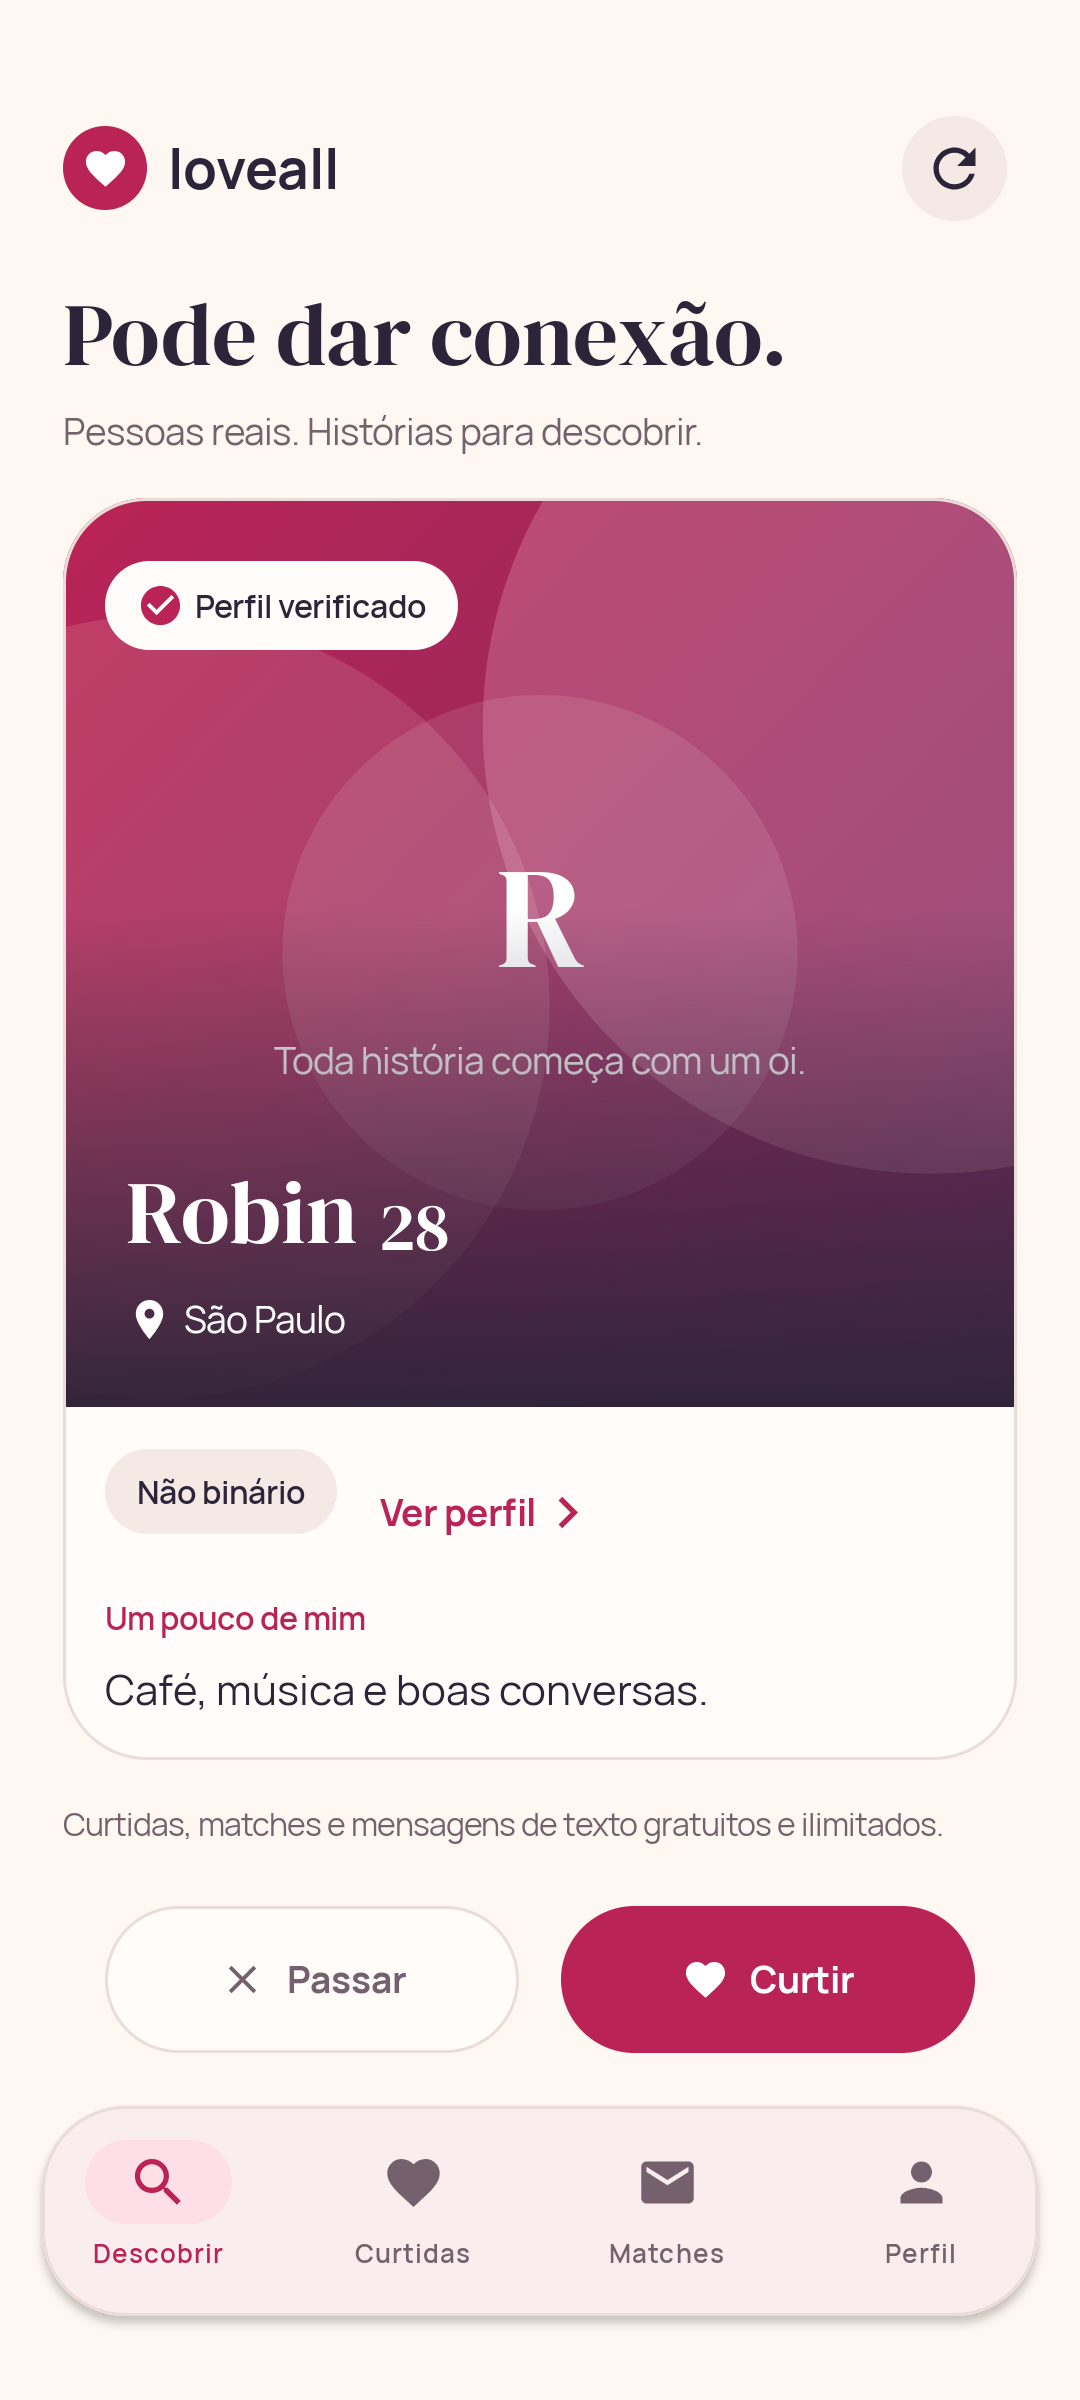 loveall
Pode dar conexão.
Pessoas reais. Histórias para descobrir.
Perfil verificado
R
Toda história começa com um oi.
Robin 28
São Paulo
Não binário
Ver perfil
Um pouco de mim
Café, música e boas conversas.
Curtidas, matches e mensagens de texto gratuitos e ilimitados.
Passar
Curtir
Descobrir
Curtidas
Matches
Perfil